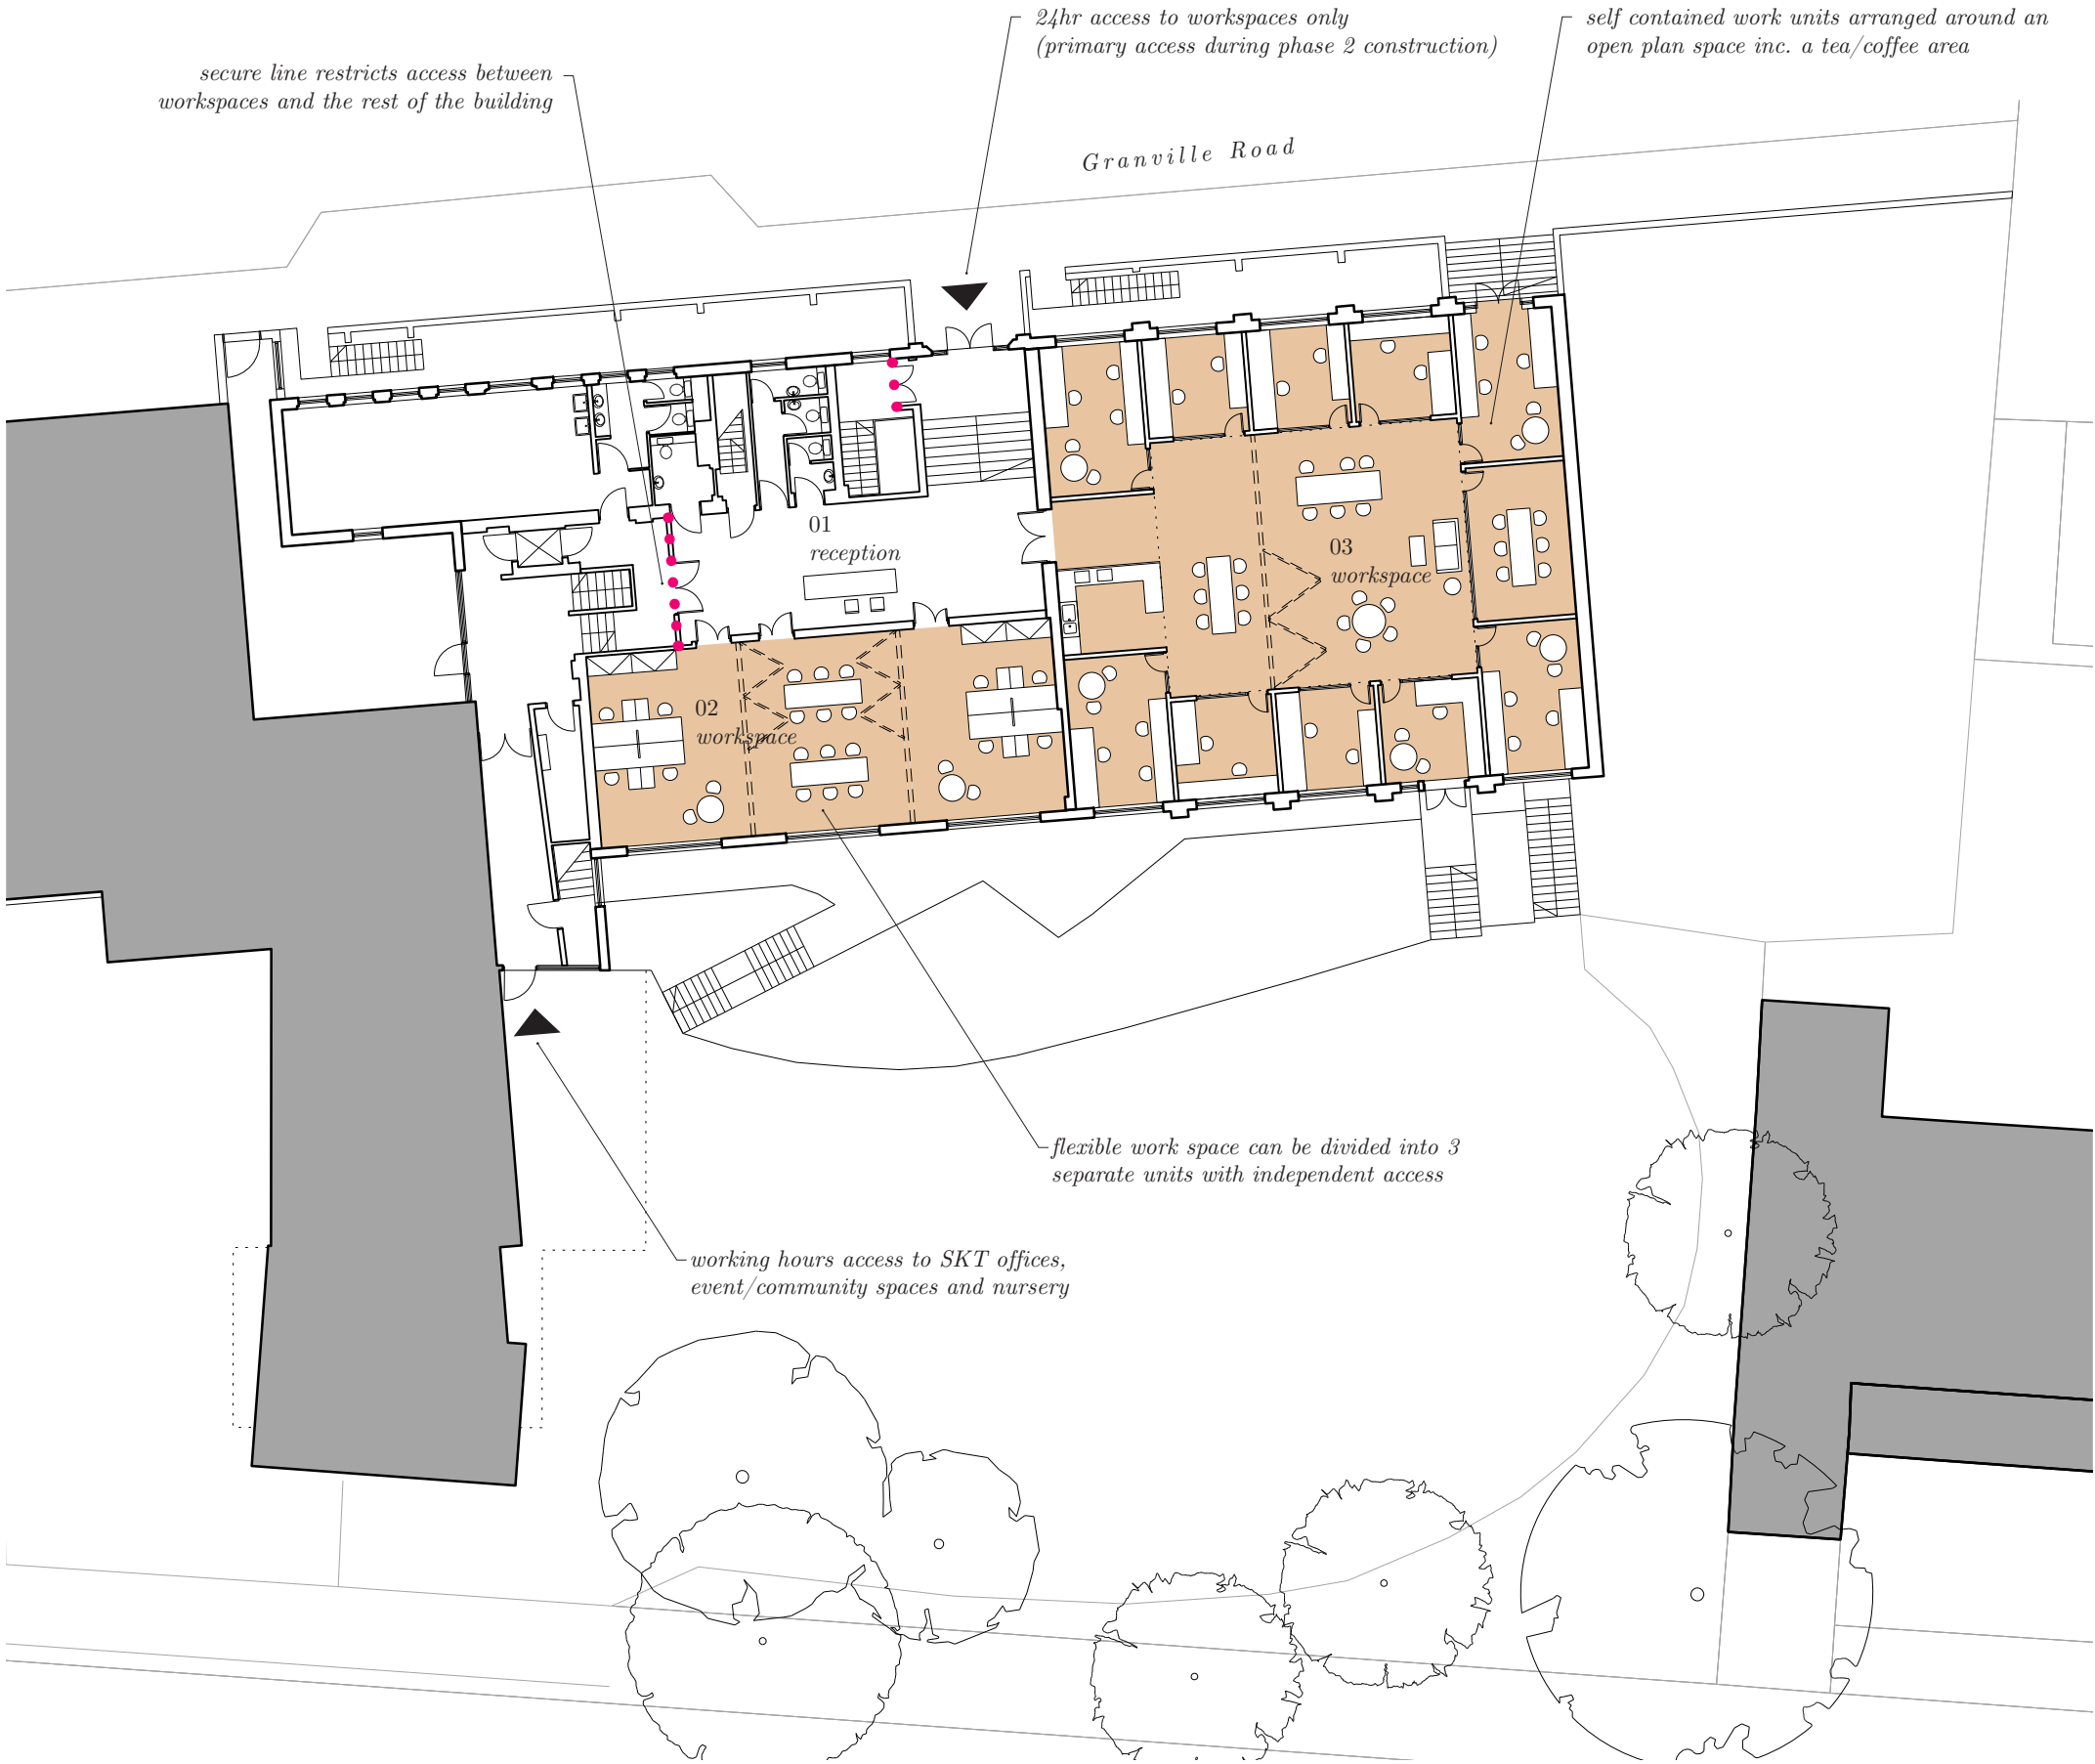 24hr access to workspaces only
(primary access during phase 2 construction)
self contained work units arranged around an
open plan space inc. a tea/coffee area
secure line restricts access between
workspaces and the rest of the building
Granville Road
01
reception
03
workspace
02
workspace
flexible work space can be divided into 3
separate units with independent access
working hours access to SKT offices,
event/community spaces and nursery